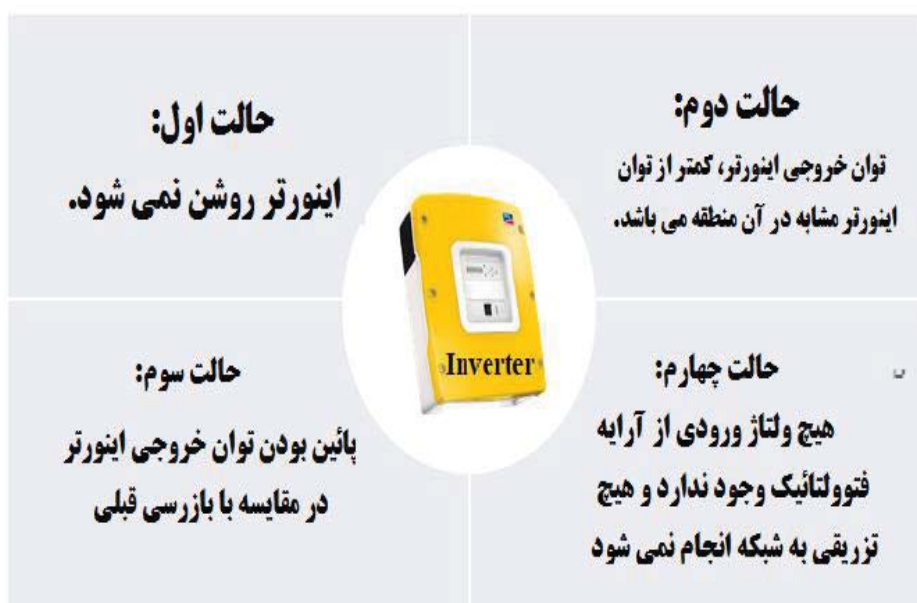 حالت اول:
اینورتر روشن نمی شود.
حالت دوم:
توان خروجی اینورتر، کمتر از توان
اینورتر مشابه در آن منطقه می باشد.
حالت سوم:
پائین بودن توان خروجی اینورتر
در مقایسه با بازرسی قبلی
حالت چهارم:
هیچ ولتاژ ورودی از آرایه
فتوولتائیک وجود ندارد و هیچ
تزریقی به شبکه انجام نمی شود
Inverter